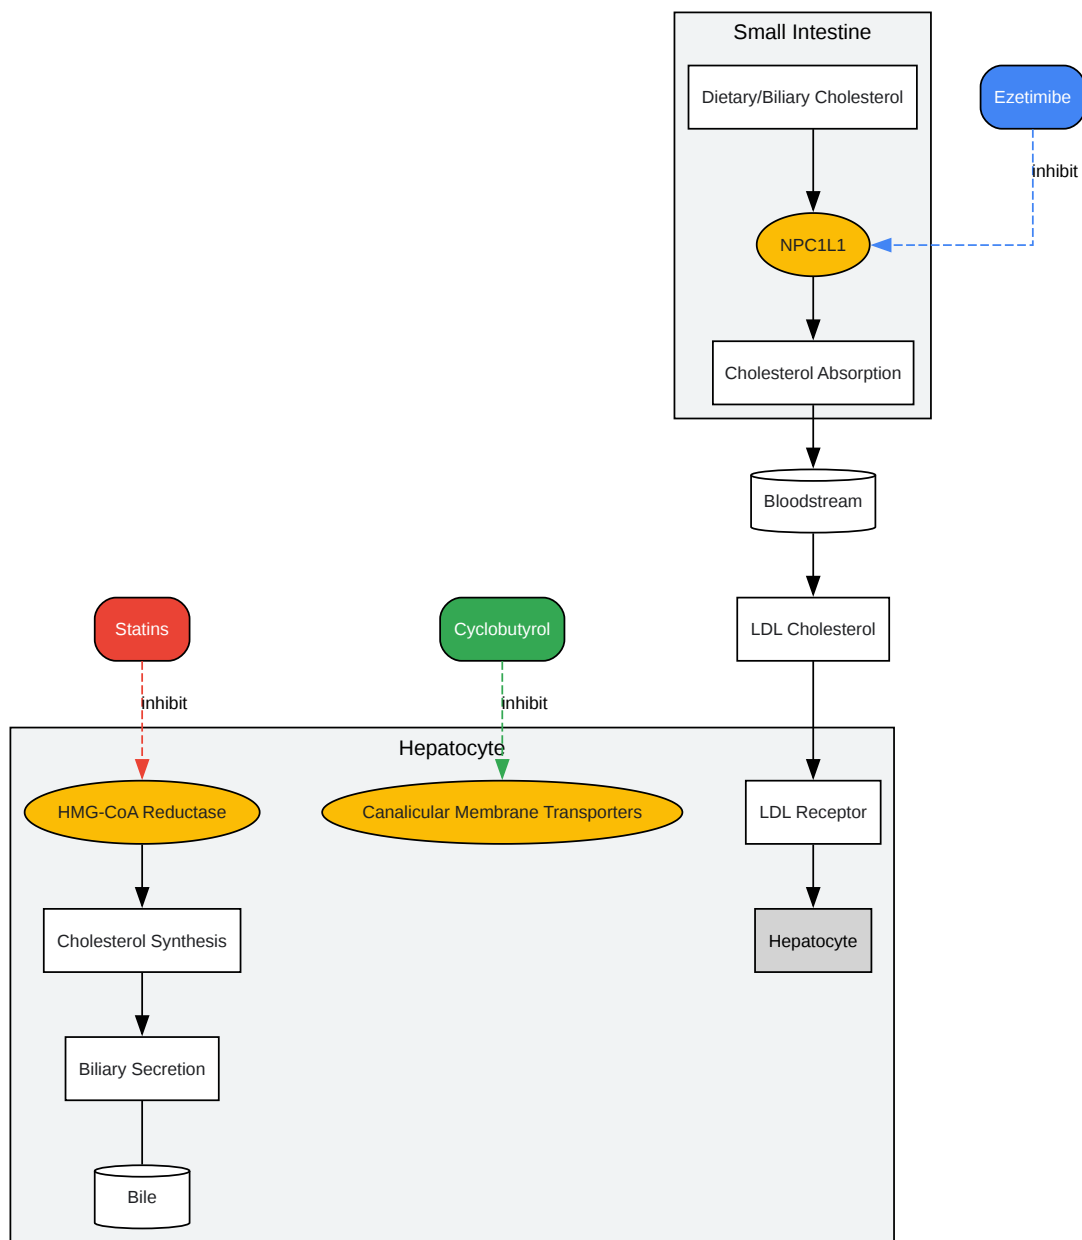 Small Intestine
Dietary/Biliary Cholesterol
Ezetimibe
inhibit
NPC1L1
Cholesterol Absorption
Bloodstream
Statins
Cyclobutyrol
LDL Cholesterol
inhibit
inhibit
Hepatocyte
HMG-CoA Reductase
Canalicular Membrane Transporters
LDL Receptor
Cholesterol Synthesis
Hepatocyte
Biliary Secretion
Bile